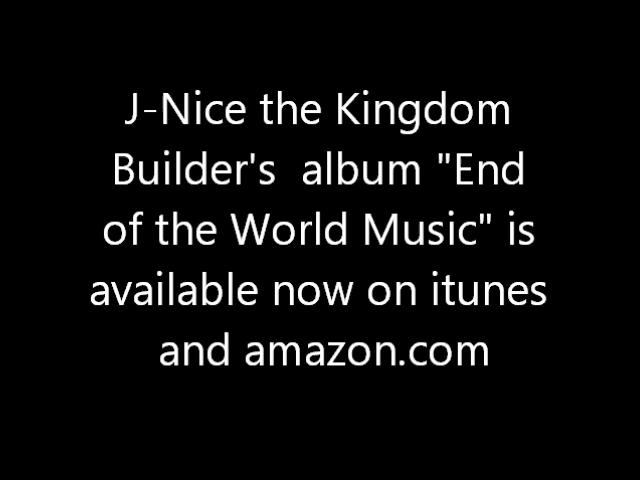 J-Nice the Kingdom
Builder's  album "End
of the World Music" is
available now on itunes
and amazon.com